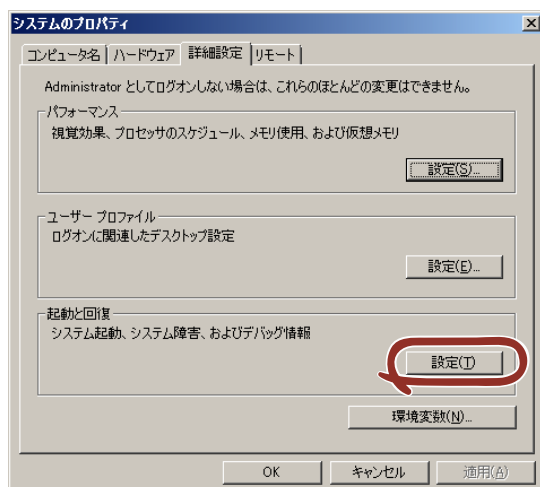 システムのプロパティ
コンピュータ名 ハードウェア 詳細設定 リモート
Administrator としてログオンしない場合は、これらのほとんどの変更はできません。
パフォーマンス
視覚効果、プロセッサのスケジュール、メモリ使用、および仮想メモリ
設定(S)...
ユーザー プロファイル
ログオンに関連したデスクトップ設定
設定(E)...
起動と回復
システム起動、システム障害、およびデバッグ情報
設定(T)
環境変数(N)...
OK キャンセル 適用(A)